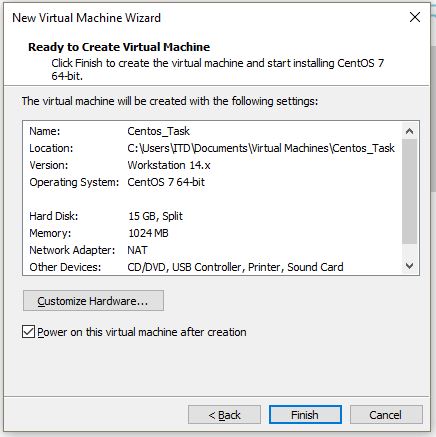 New Virtual Machine Wizard
Ready to Create Virtual Machine
Click Finish to create the virtual machine and start installing CentOS 7
64-bit.
The virtual machine will be created with the following settings:
Name: Centos_Task
Location: C:\Users\ITD\Documents\Virtual Machines\Centos_Task
Version: Workstation 14.x
Operating System: CentOS 7 64-bit
Hard Disk: 15 GB, Split
Memory: 1024 MB
Network Adapter: NAT
Other Devices: CD/DVD, USB Controller, Printer, Sound Card
Customize Hardware...
Power on this virtual machine after creation
< Back Finish Cancel